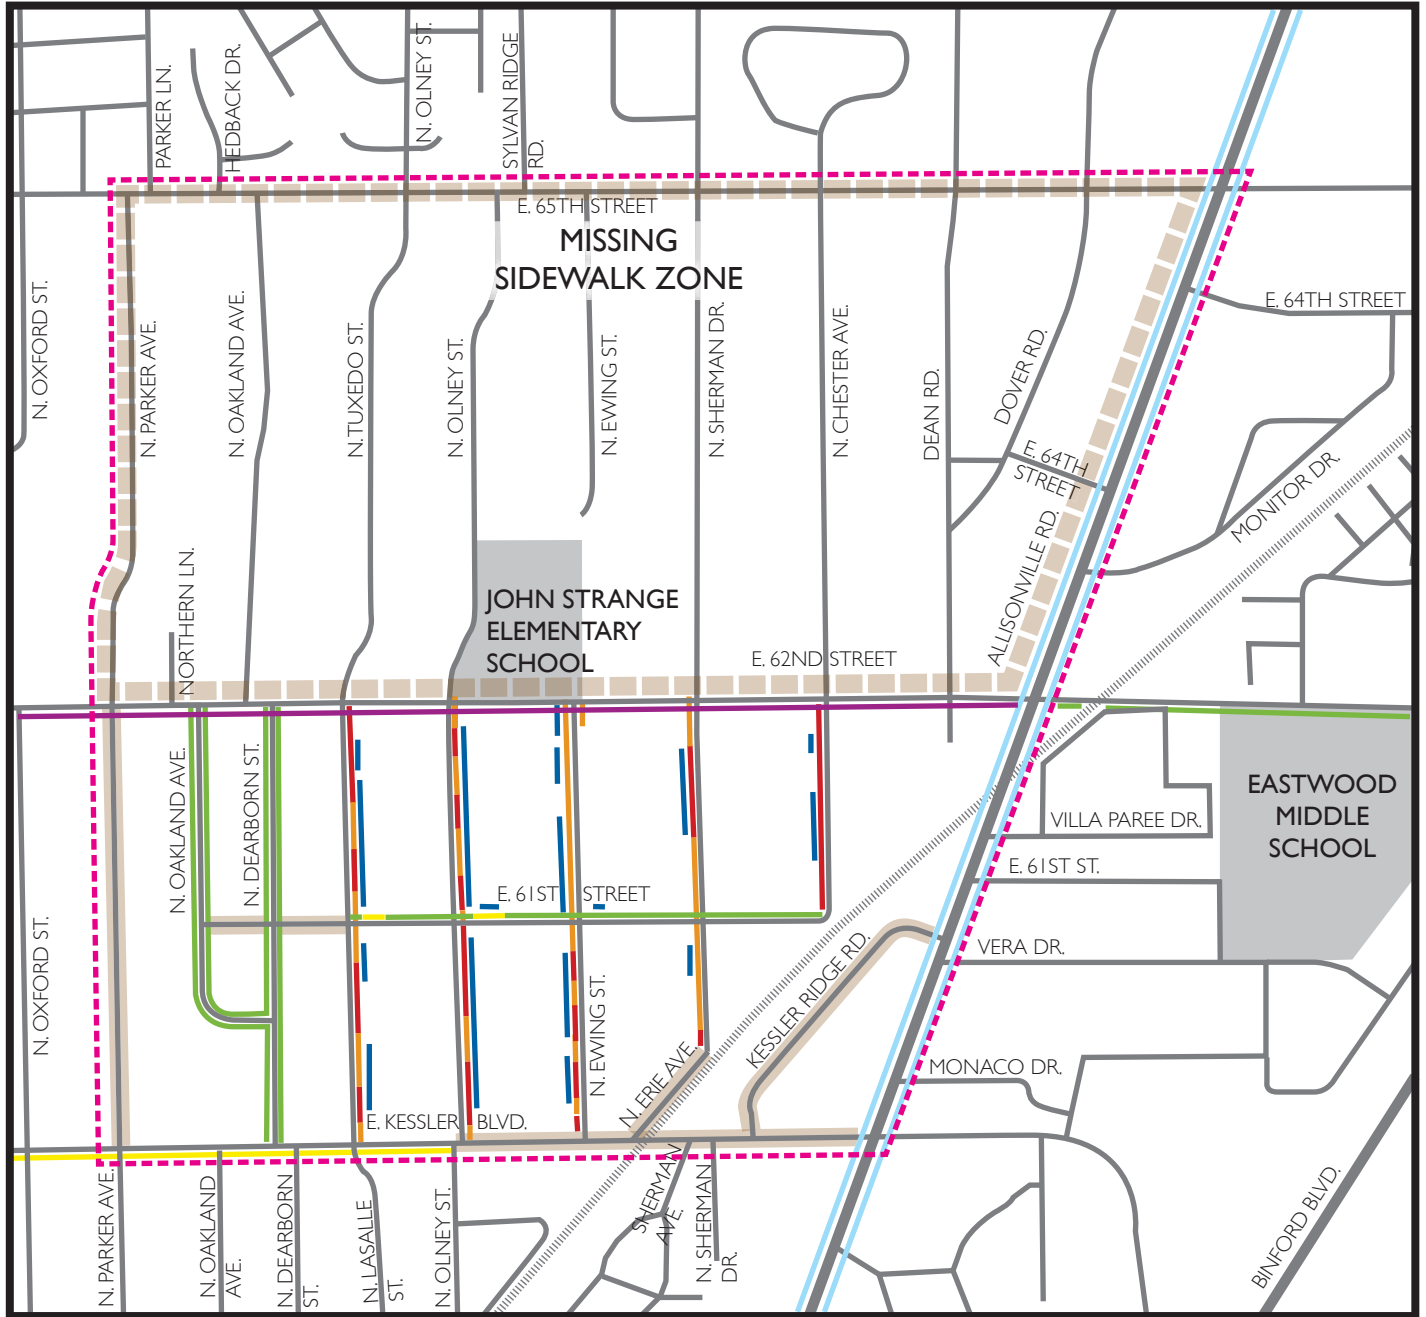 PARKER LN.
HEDBACK DR.
N. OLNEY ST.
SYLVAN RIDGE
RD.
E. 65TH STREET
MISSING
SIDEWALK ZONE
N. OXFORD ST.
N. PARKER AVE.
N. OAKLAND AVE.
N. TUXEDO ST.
N. OLNEY ST.
N. EWING ST.
N. SHERMAN DR.
N. CHESTER AVE.
DEAN RD.
DOVER RD.
E. 64TH STREET
E. 64TH
STREET
MONITOR DR.
ALLISONVILLE RD.
NORTHERN LN.
JOHN STRANGE
ELEMENTARY
SCHOOL
E. 62ND STREET
N. OAKLAND AVE.
N. DEARBORN ST.
EASTWOOD
MIDDLE
SCHOOL
VILLA PAREE DR.
E. 61ST ST.
E. 61ST STREET
N. OXFORD ST.
N. EWING ST.
N. ERIE AVE.
KESSLER RIDGE RD.
VERA DR.
MONACO DR.
E. KESSLER BLVD.
N. PARKER AVE.
N. OAKLAND
AVE.
N. DEARBORN
ST.
N. LASALLE
ST.
N. OLNEY ST.
SHERMAN
AVE.
N. SHERMAN
DR.
BINFORD BLVD.